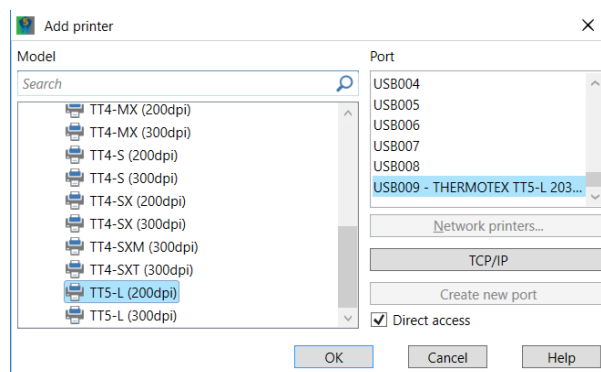 Add printer
Model
Search
TT4-MX (200dpi)
TT4-MX (300dpi)
TT4-S (200dpi)
TT4-S (300dpi)
TT4-SX (200dpi)
TT4-SX (300dpi)
TT4-SXM (300dpi)
TT4-SXT (300dpi)
TT5-L (200dpi)
TT5-L (300dpi)
Port
USB004
USB005
USB006
USB007
USB008
USB009 - THERMOTEX TT5-L 203...
Network printers...
TCP/IP
Create new port
Direct access
OK
Cancel
Help